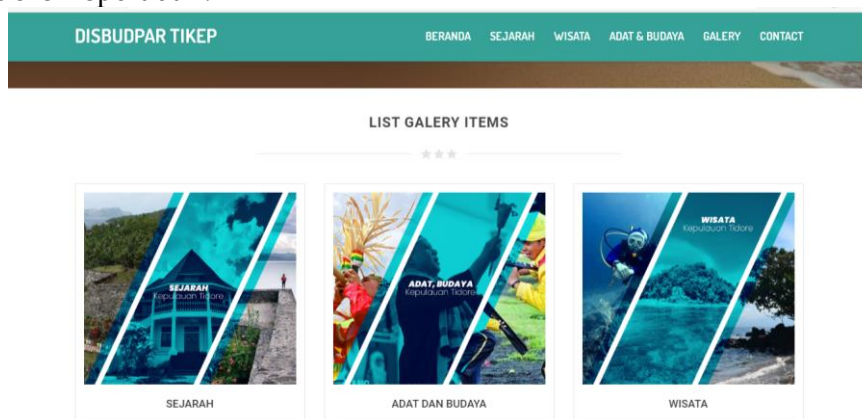 DISBUDPAR TIKEP
BERANDA SEJARAH WISATA ADAT & BUDAYA GALERY CONTACT
LIST GALERY ITEMS
SEJARAH
Kepulauan Tidore
ADAT, BUDAYA
Kepulauan Tidore
WISATA
Kepulauan Tidore
SEJARAH
ADAT DAN BUDAYA
WISATA